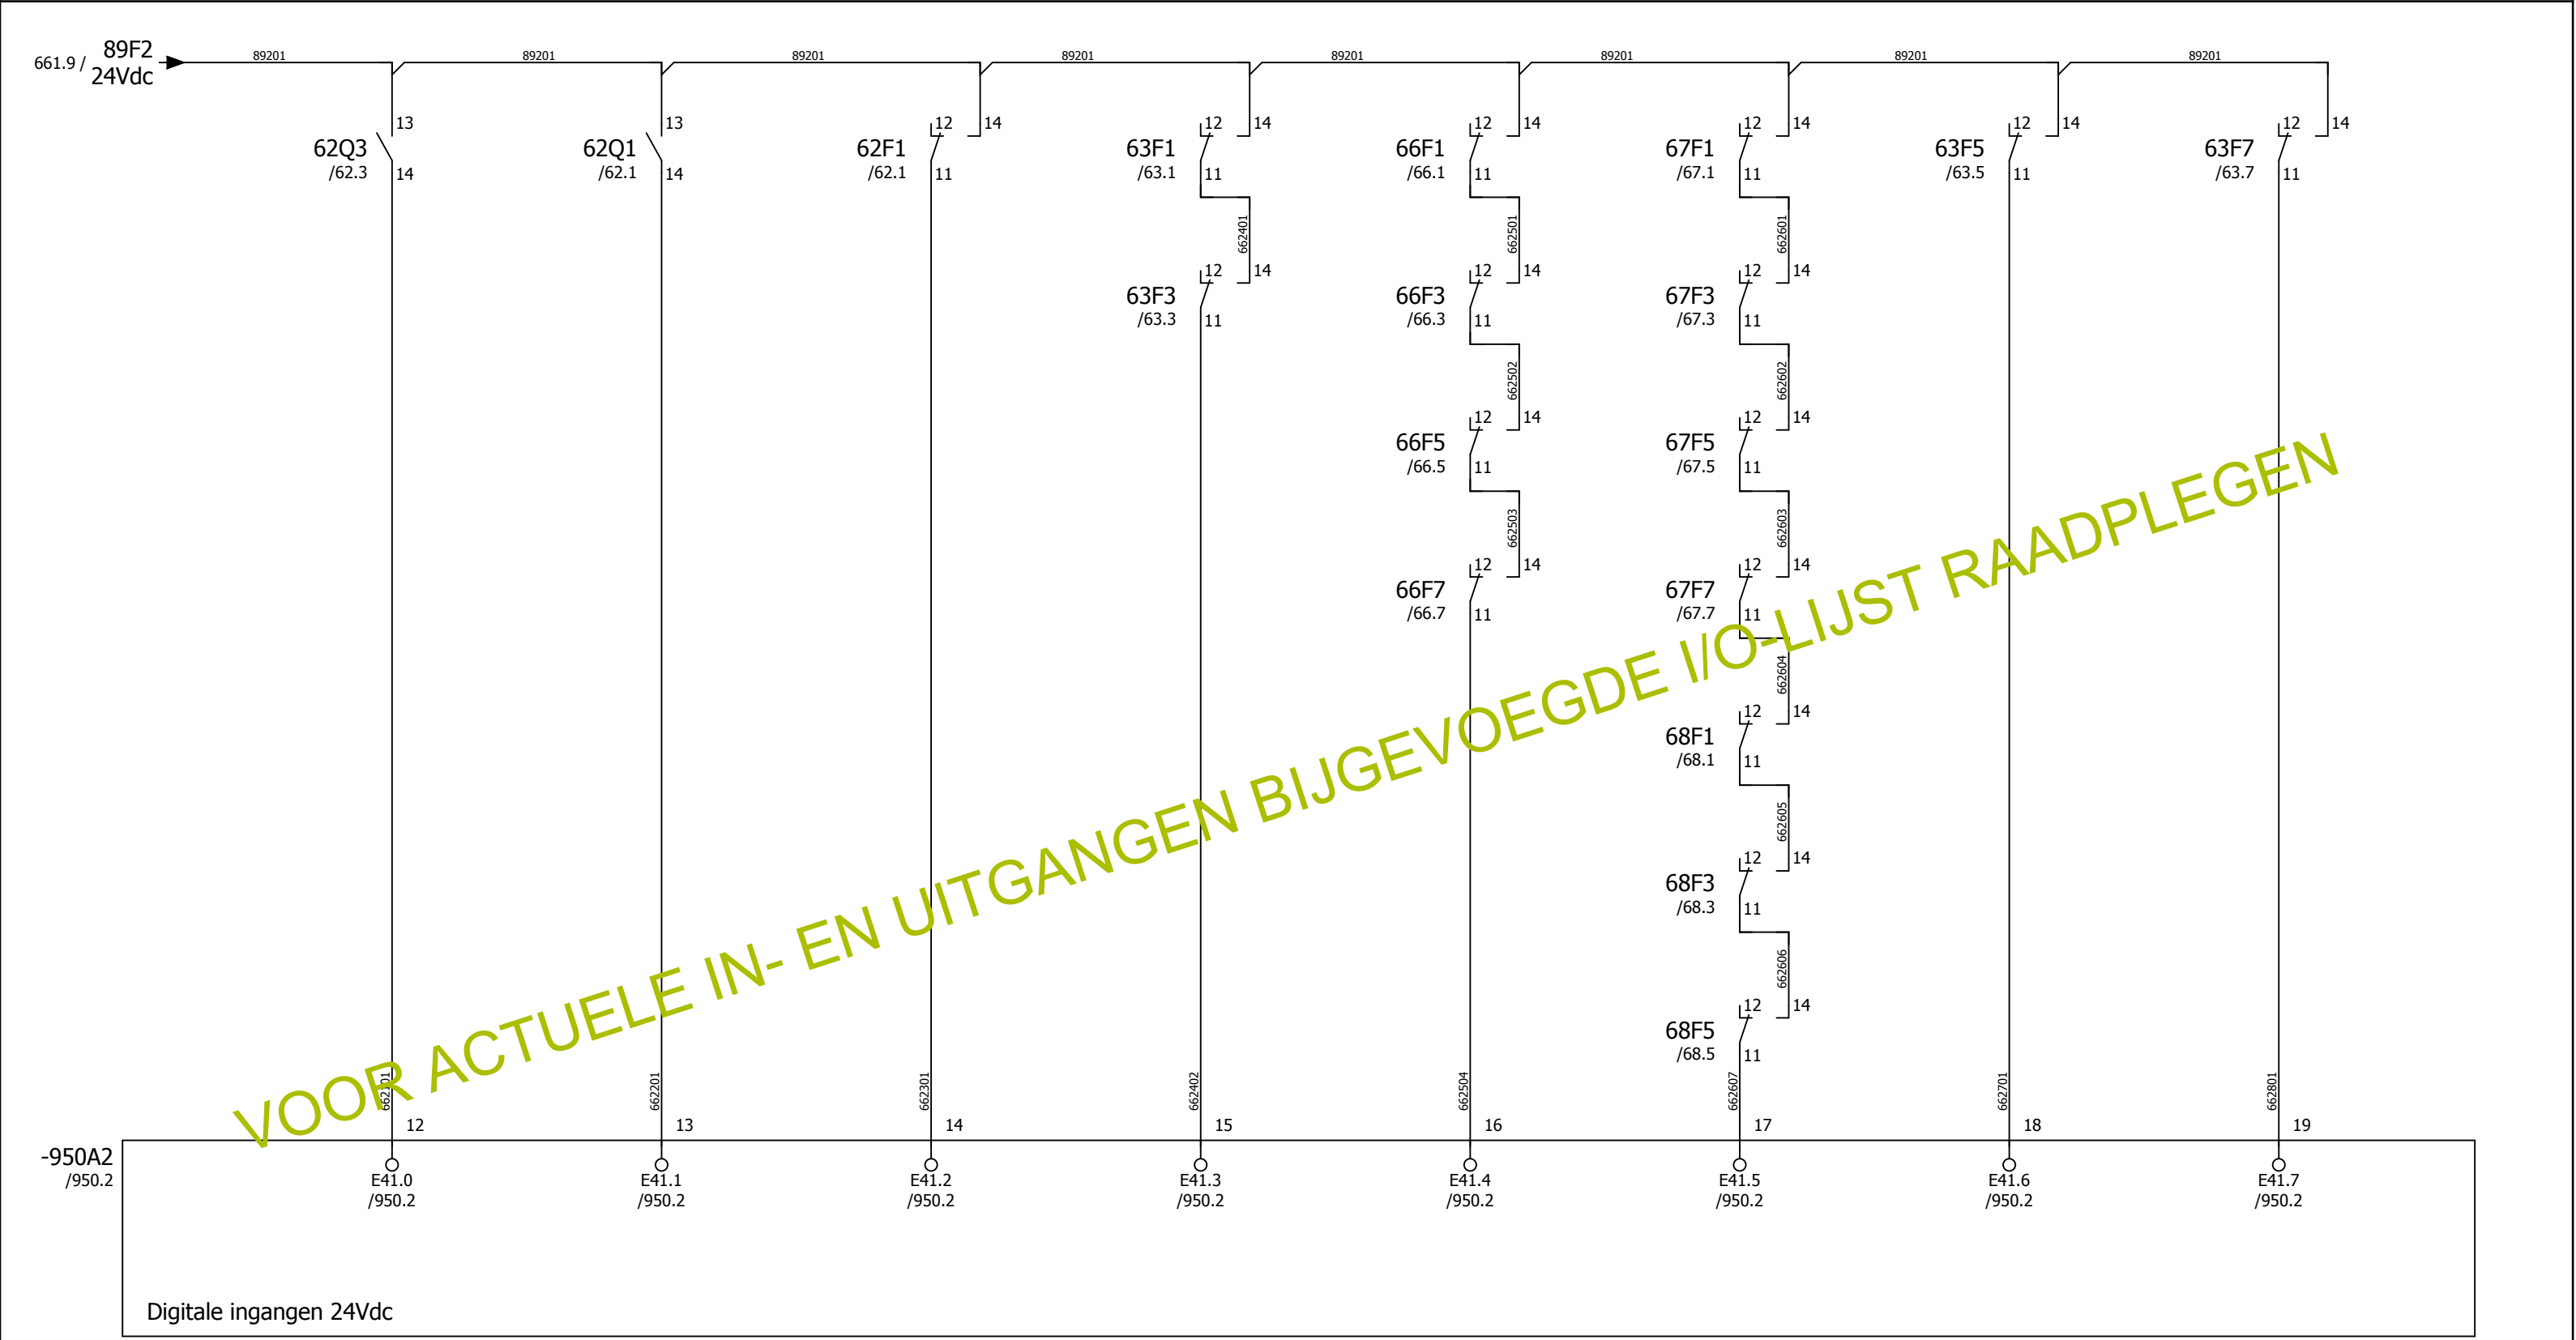 89F2
661.9 /
24Vdc
89201 89201 89201 89201 89201 89201 89201 89201
13 13 12 14 12 14 12 14 12 14 12 14 12 14
62Q3 62Q1 62F1 63F1 66F1 67F1 63F5 63F7
/62.3 14 /62.1 14 /62.1 11 /63.1 11 /66.1 11 /67.1 11 /63.5 11 /63.7 11
662401 662501 662601
12 14 12 14 12 14
63F3 66F3 67F3
/63.3 11 /66.3 11 /67.3 11
662502 662602
12 14 12 14
66F5 67F5
/66.5 11 /67.5 11
662503 662603
12 14 12 14
66F7 67F7
/66.7 11 /67.7 11
662604
12 14
68F1
/68.1 11
662605
12 14
68F3
/68.3 11
662606
12 14
68F5
/68.5 11
VOOR ACTUELE IN- EN UITGANGEN BIJGEVOEGDE I/O-LIJST RAADPLEGEN
662101 662201 662301 662402 662504 662607 662701 662801
12 13 14 15 16 17 18 19
-950A2
/950.2
E41.0 E41.1 E41.2 E41.3 E41.4 E41.5 E41.6 E41.7
/950.2 /950.2 /950.2 /950.2 /950.2 /950.2 /950.2 /950.2
Digitale ingangen 24Vdc